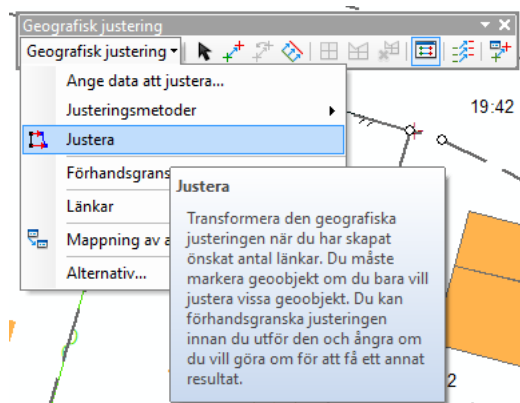 Geografisk justering
Geografisk justering
Ange data att justera...
Justeringsmetoder
19:42
Justera
Förhandsgrans
Länkar
Mappning av a
Alternativ...
Justera
Transformera den geografiska
justeringen när du har skapat
önskat antal länkar. Du måste
markera geoobjekt om du bara vill
justera vissa geoobjekt. Du kan
förhandsgranska justeringen
innan du utför den och ångra om
du vill göra om för att få ett annat
resultat.
2